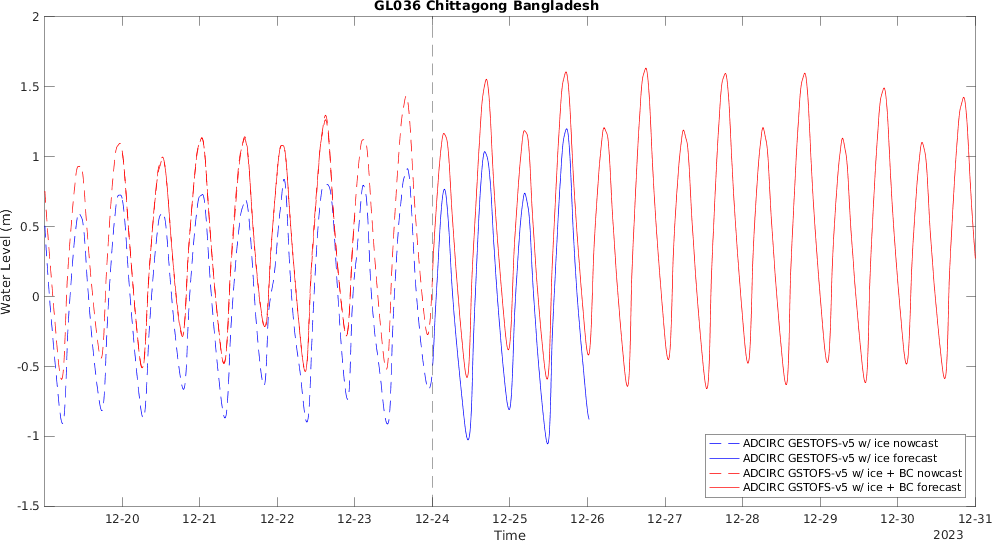 GL036 Chittagong Bangladesh
2
1.5
1
0.5
0
-0.5
-1
-1.5
Water Level (m)
ADCIRC GESTOFS-v5 w/ ice nowcast
ADCIRC GESTOFS-v5 w/ ice forecast
ADCIRC GSTOFS-v5 w/ ice + BC nowcast
ADCIRC GSTOFS-v5 w/ ice + BC forecast
12-20 12-21 12-22 12-23 12-24 12-25 12-26 12-27 12-28 12-29 12-30 12-31
Time
2023